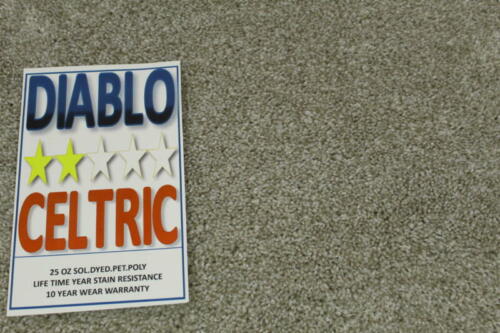 DIABLO
CELTRIC
25 OZ SOL.DYED.PET.POLY
LIFE TIME YEAR STAIN RESISTANCE
10 YEAR WEAR WARRANTY